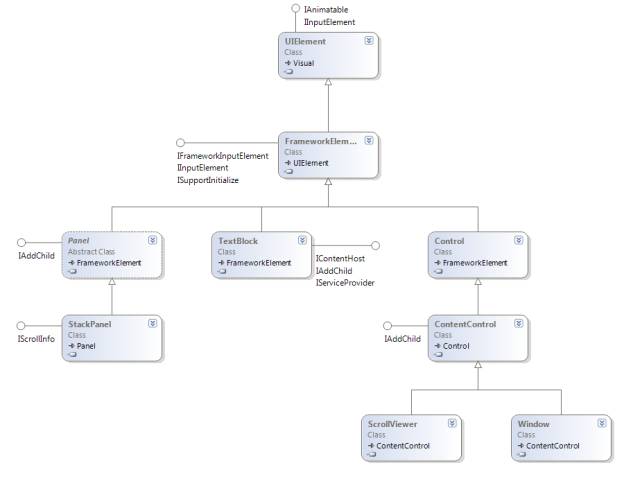 IAnimatable
IInputElement
UIElement
Class
Visual
FrameworkElem...
Class
UIElement
IFrameworkInputElement
IInputElement
ISupportInitialize
Panel
Abstract Class
FrameworkElement
IAddChild
TextBlock
Class
FrameworkElement
IContentHost
IAddChild
IServiceProvider
Control
Class
FrameworkElement
StackPanel
Class
Panel
IScrollInfo
ContentControl
Class
Control
IAddChild
ScrollViewer
Class
ContentControl
Window
Class
ContentControl